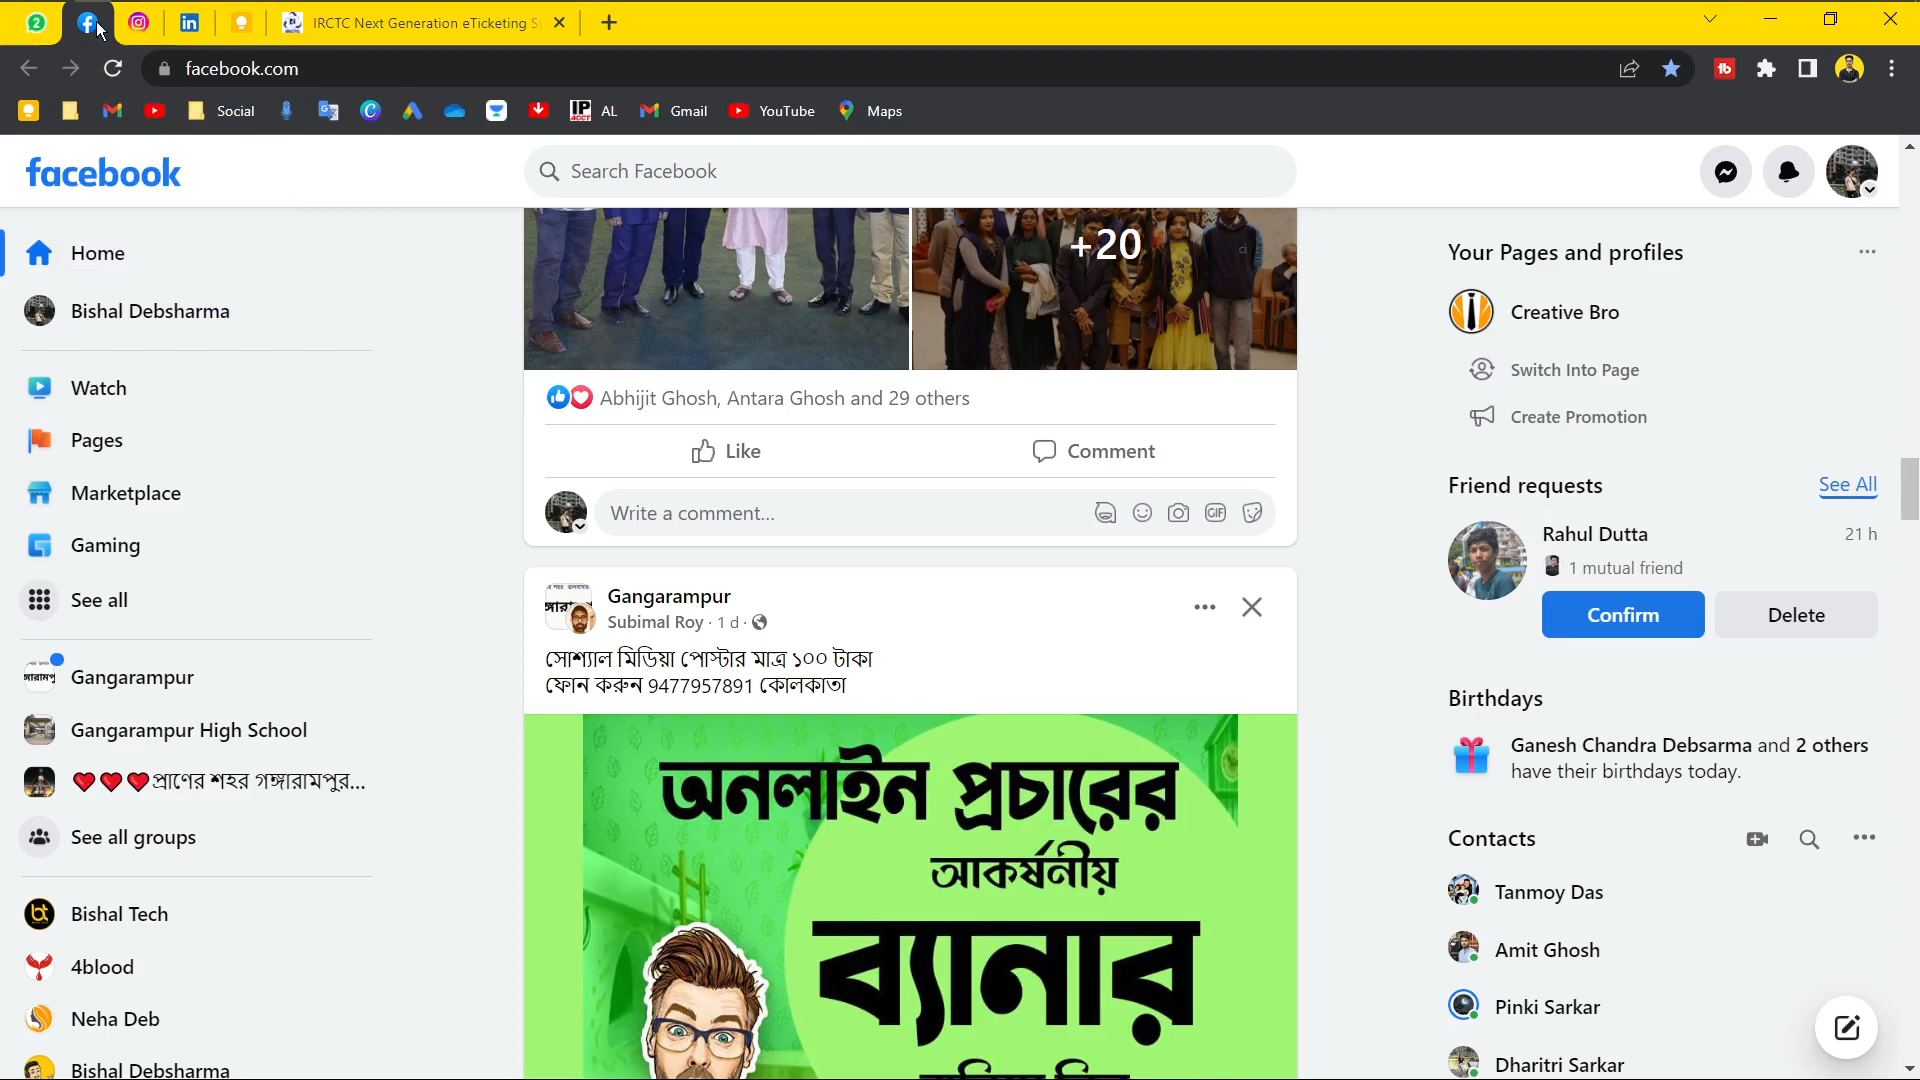 2
IRCTC Next Generation eTicketing Sy
facebook.com
Social
AL
Gmail
YouTube
Maps
facebook
Search Facebook
Home
Bishal Debsharma
Watch
Pages
Marketplace
Gaming
See all
Gangarampur
Gangarampur High School
❤❤❤প্রাণের শহর গঙ্গারামপুর...
See all groups
Bishal Tech
4blood
Neha Deb
Bishal Debsharma
+20
Abhijit Ghosh, Antara Ghosh and 29 others
Like
Comment
Write a comment...
GIF
Gangarampur
Subimal Roy · 1 d ·
সোশ্যাল মিডিয়া পোস্টার মাত্র ১০০ টাকা
ফোন করুন 9477957891 কোলকাতা
অনলাইন প্রচারের
আকর্ষনীয়
ব্যানার
Your Pages and profiles
Creative Bro
Switch Into Page
Create Promotion
Friend requests
See All
Rahul Dutta
21 h
1 mutual friend
Confirm
Delete
Birthdays
Ganesh Chandra Debsarma and 2 others
have their birthdays today.
Contacts
Tanmoy Das
Amit Ghosh
Pinki Sarkar
Dharitri Sarkar